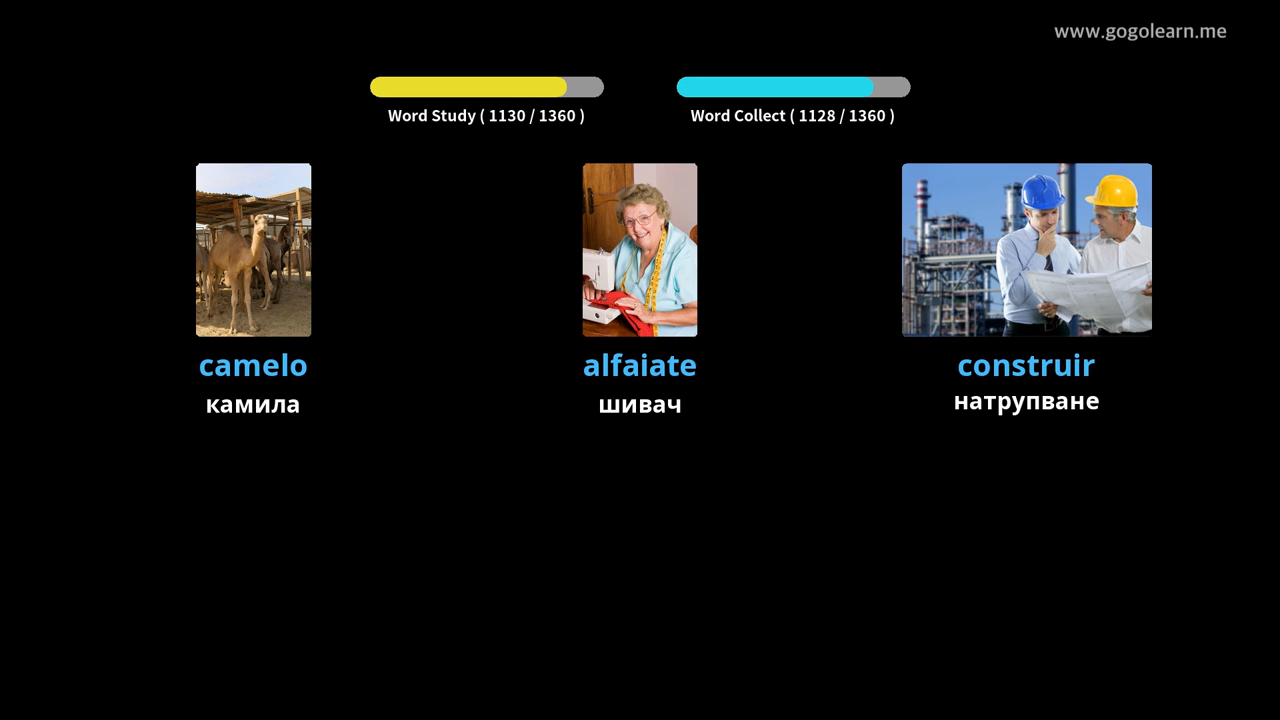 www.gogolearn.me
Word Study ( 1130 / 1360 )
Word Collect ( 1128 / 1360 )
camelo
alfaiate
construir
камила
шивач
натрупване